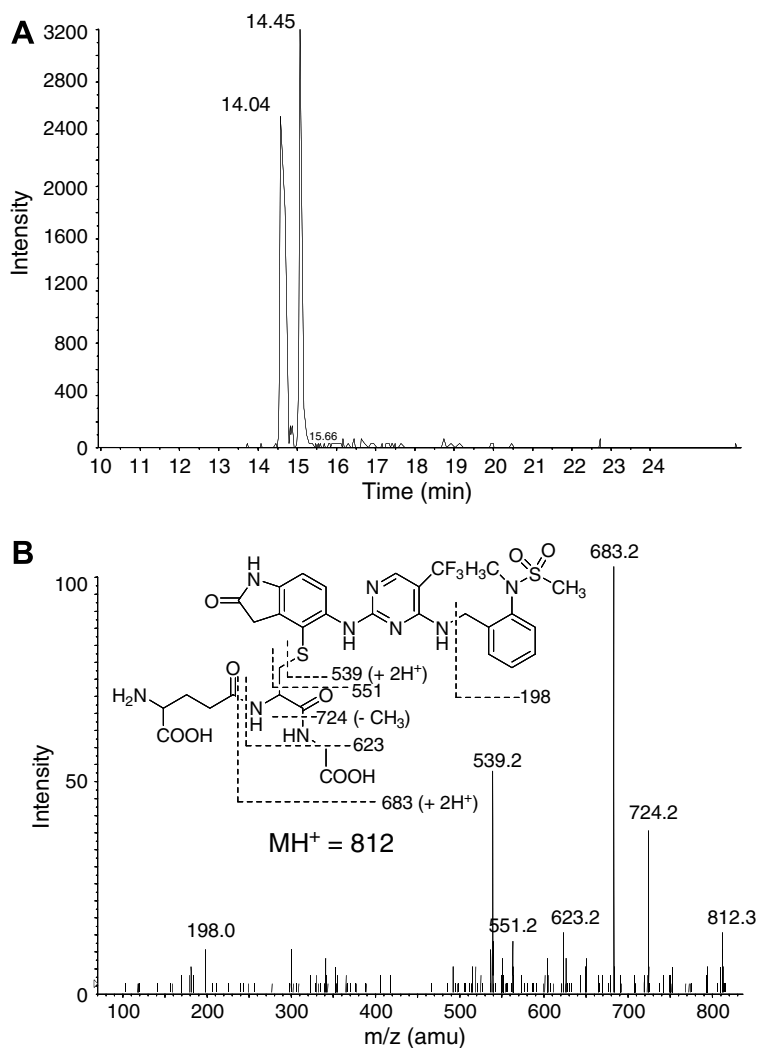 A
14.45
14.04
15.66
3200
2800
2400
2000
1600
1200
800
400
0
Intensity
10 11 12 13 14 15 16 17 18 19 20 21 22 23 24
Time (min)
B
100
50
0
Intensity
H
N
O
N
H
N
N
CF₃
N
H
H₃C
N
O
O
S
CH₃
S
H₂N
COOH
O
N
H
O
HN
COOH
539 (+ 2H⁺)
551
724 (- CH₃)
623
683 (+ 2H⁺)
198
MH⁺ = 812
683.2
539.2
724.2
551.2
623.2
812.3
198.0
100 200 300 400 500 600 700 800
m/z (amu)